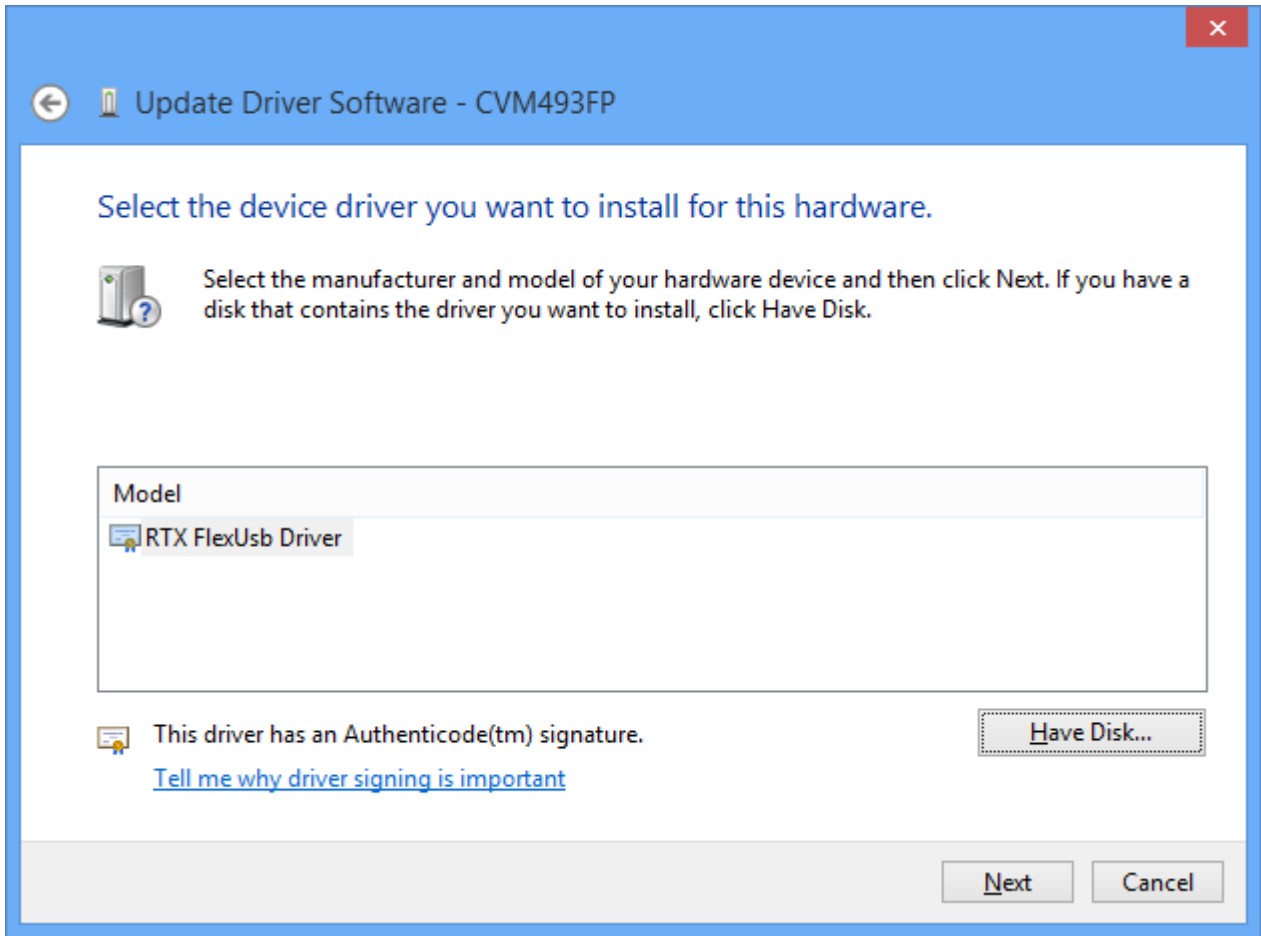 Update Driver Software - CVM493FP
Select the device driver you want to install for this hardware.
Select the manufacturer and model of your hardware device and then click Next. If you have a
disk that contains the driver you want to install, click Have Disk.
Model
RTX FlexUsb Driver
This driver has an Authenticode(tm) signature.
Have Disk...
Tell me why driver signing is important
Next
Cancel